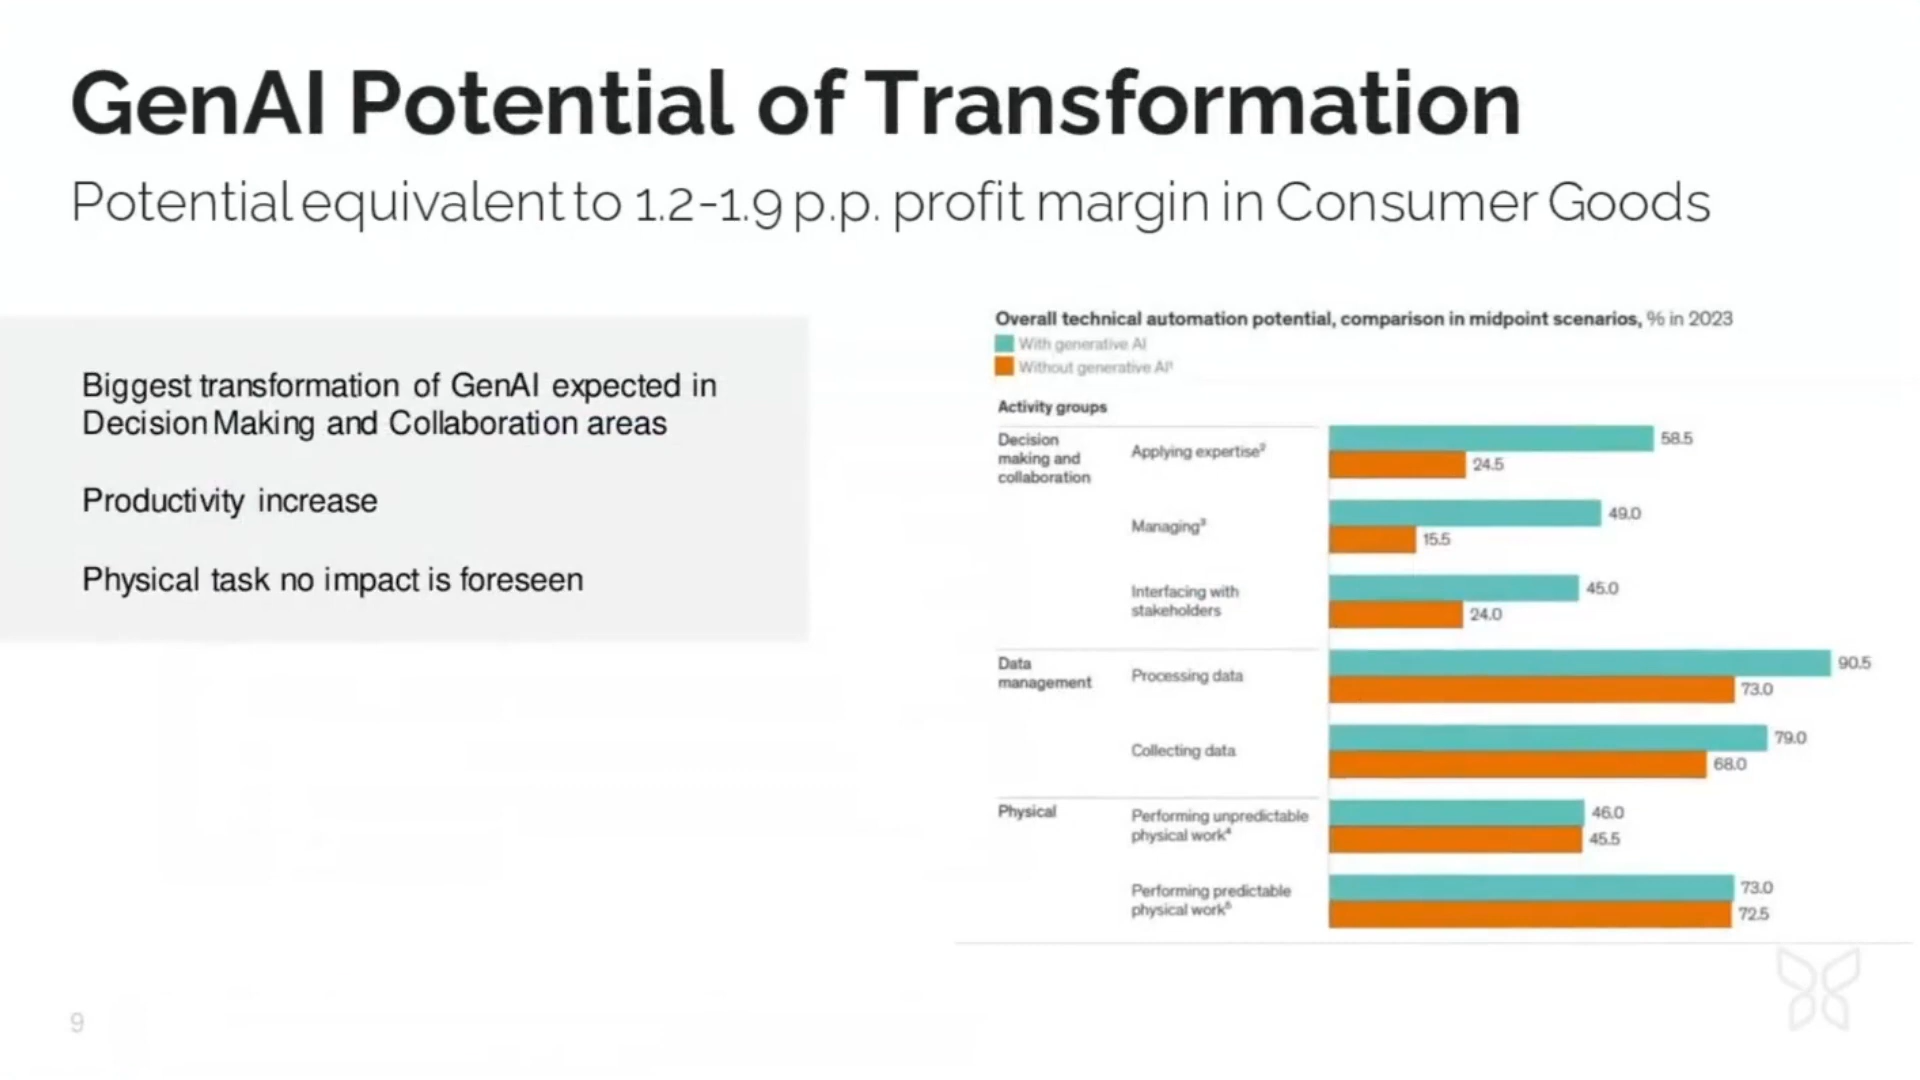 GenAI Potential of Transformation
Potential equivalent to 1.2-1.9 p.p. profit margin in Consumer Goods
Biggest transformation of GenAI expected in
Decision Making and Collaboration areas
Productivity increase
Physical task no impact is foreseen
Overall technical automation potential, comparison in midpoint scenarios, % in 2023
With generative AI
Without generative AI¹
Activity groups
Decision
making and
collaboration
Applying expertise²
58.5
24.5
Managing³
49.0
15.5
Interfacing with
stakeholders
45.0
24.0
Data
management
Processing data
90.5
73.0
Collecting data
79.0
68.0
Physical
Performing unpredictable
physical work⁴
46.0
45.5
Performing predictable
physical work⁵
73.0
72.5
9